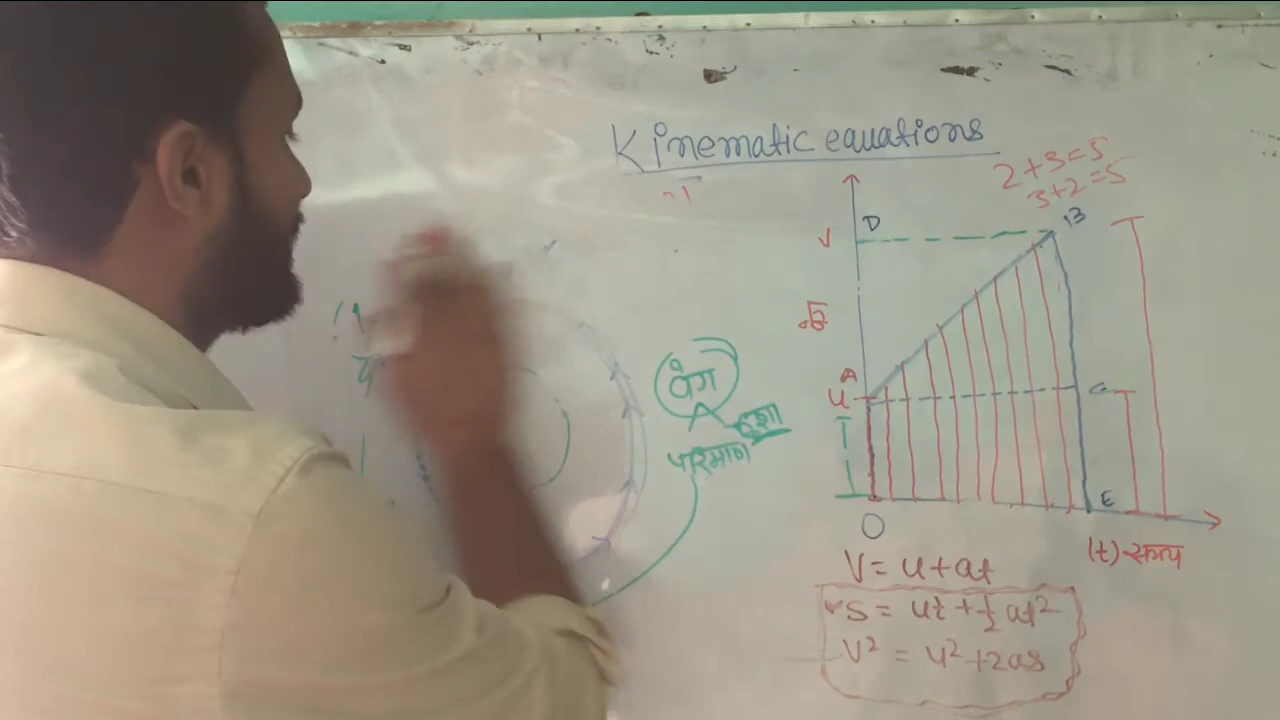 Kinematic equations
2+3=5
3+2=5
D
B
V
A
u
C
E
O
(t) समय
वेग
दिशा
परिमाण
V = u + at
S = ut + ½ at²
V² = u² + 2as